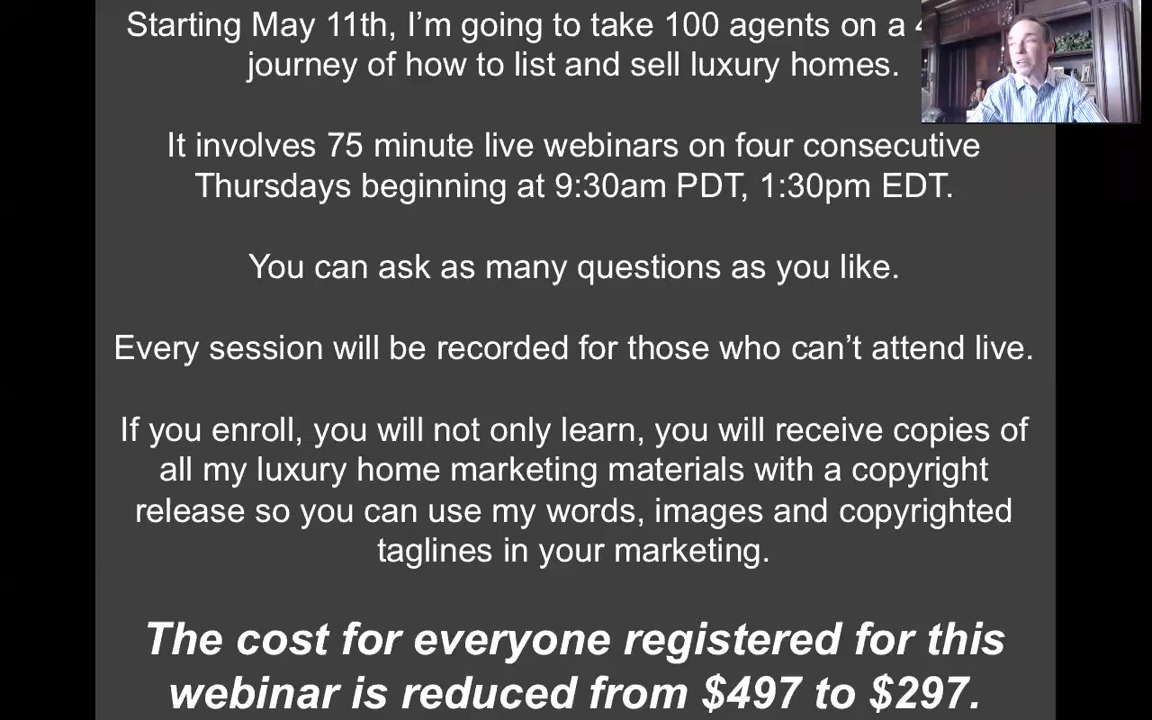 Starting May 11th, I'm going to take 100 agents on a
journey of how to list and sell luxury homes.
It involves 75 minute live webinars on four consecutive
Thursdays beginning at 9:30am PDT, 1:30pm EDT.
You can ask as many questions as you like.
Every session will be recorded for those who can't attend live.
If you enroll, you will not only learn, you will receive copies of
all my luxury home marketing materials with a copyright
release so you can use my words, images and copyrighted
taglines in your marketing.
The cost for everyone registered for this
webinar is reduced from $497 to $297.